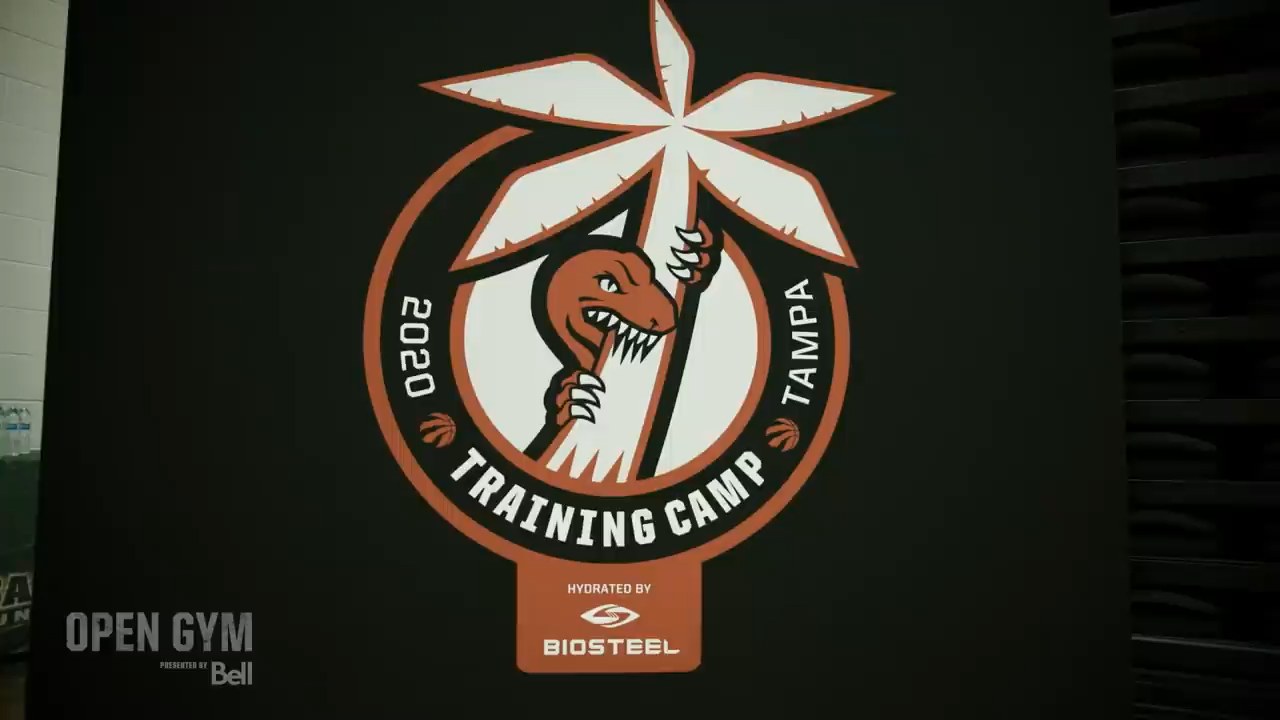 2020
TAMPA
TRAINING CAMP
HYDRATED BY
BIOSTEEL
OPEN GYM
PRESENTED BY
Bell